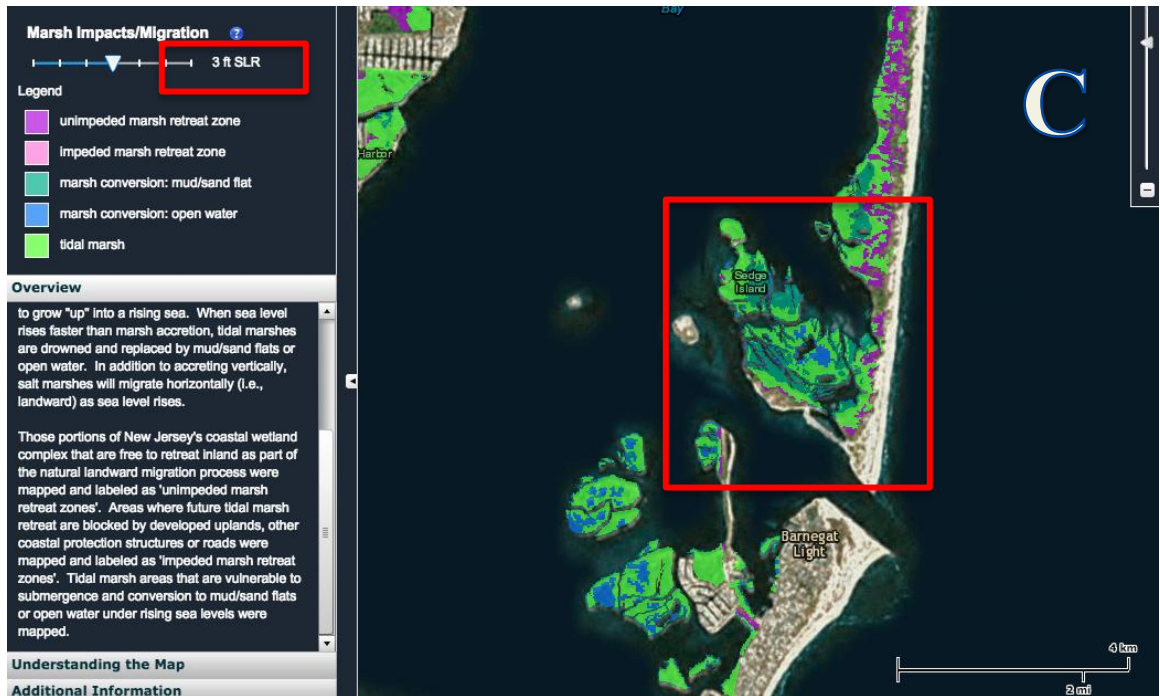 Marsh Impacts/Migration ?
3 ft SLR
Legend
unimpeded marsh retreat zone
impeded marsh retreat zone
marsh conversion: mud/sand flat
marsh conversion: open water
tidal marsh
Overview
to grow "up" into a rising sea. When sea level
rises faster than marsh accretion, tidal marshes
are drowned and replaced by mud/sand flats or
open water. In addition to accreting vertically,
salt marshes will migrate horizontally (i.e.,
landward) as sea level rises.
Those portions of New Jersey's coastal wetland
complex that are free to retreat inland as part of
the natural landward migration process were
mapped and labeled as 'unimpeded marsh
retreat zones'. Areas where future tidal marsh
retreat are blocked by developed uplands, other
coastal protection structures or roads were
mapped and labeled as 'impeded marsh retreat
zones'. Tidal marsh areas that are vulnerable to
submergence and conversion to mud/sand flats
or open water under rising sea levels were
mapped.
Understanding the Map
Additional Information
Bay
C
Harbor
Sedge
Island
Barnegat
Light
4 km
2 mi